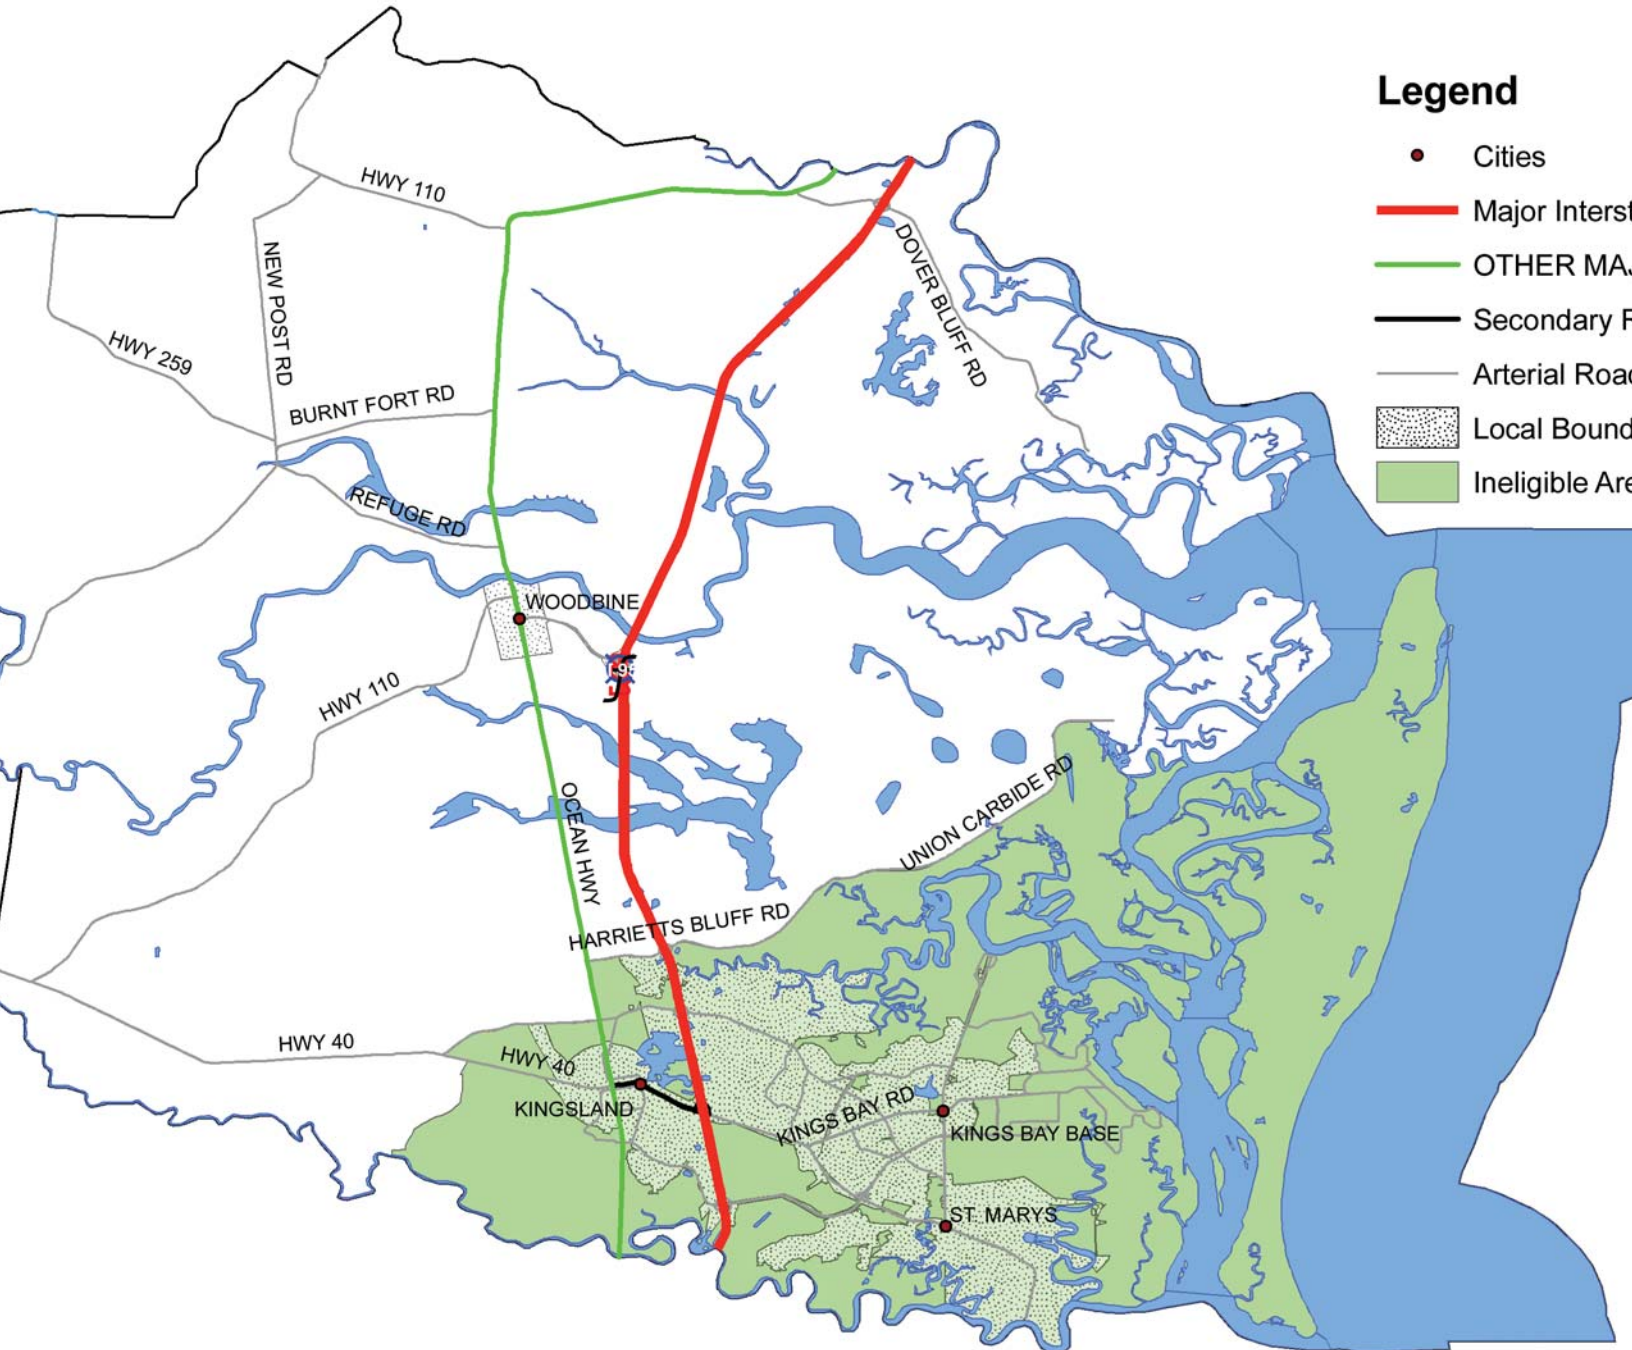 Legend
Cities
Major Interst
OTHER MAJ
Secondary R
Arterial Road
Local Bound
Ineligible Are
HWY 110
NEW POST RD
DOVER BLUFF RD
HWY 259
BURNT FORT RD
REFUGE RD
WOODBINE
HWY 110
OCEAN HWY
UNION CARBIDE RD
HARRIETTS BLUFF RD
HWY 40
HWY 40
KINGSLAND
KINGS BAY RD
KINGS BAY BASE
ST. MARYS